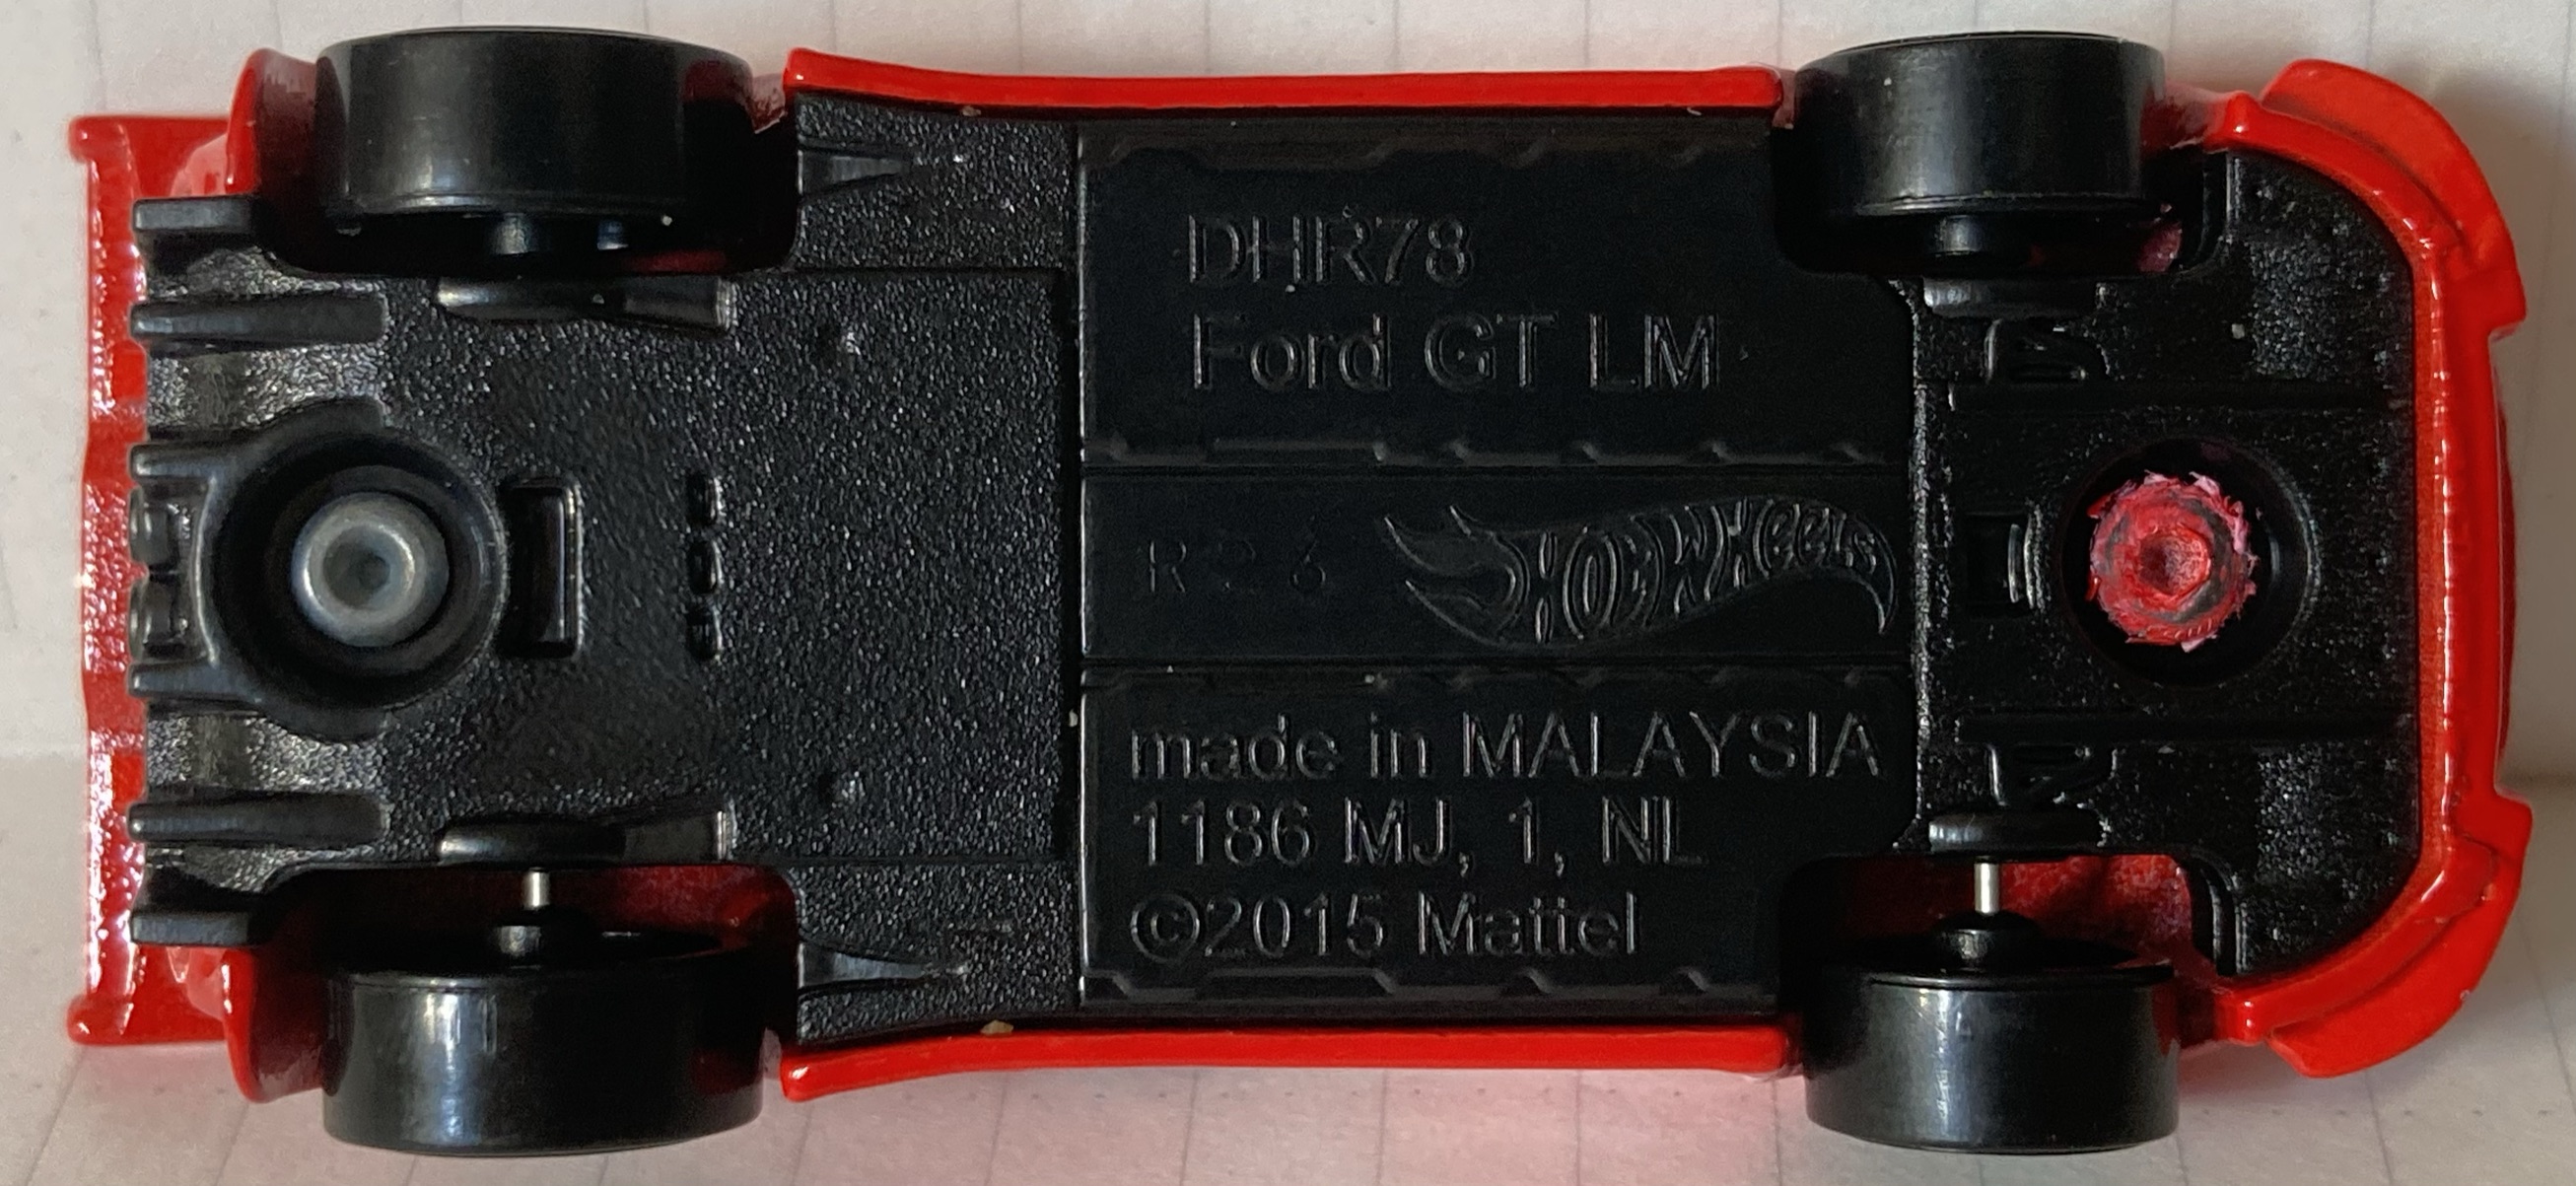 DHR78
Ford GT LM
HOT WHEELS
made in MALAYSIA
1186 MJ, 1, NL
©2015 Mattel